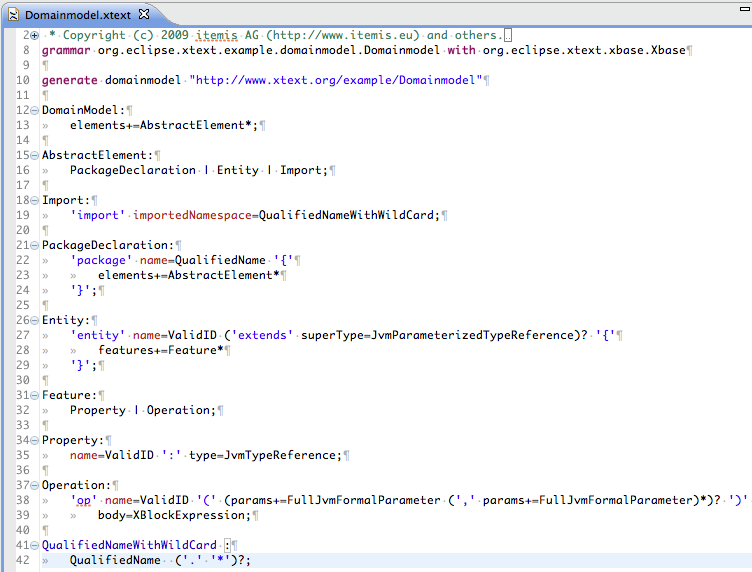 Domainmodel.xtext
2 * Copyright (c) 2009 itemis AG (http://www.itemis.eu) and others.
8 grammar org.eclipse.xtext.example.domainmodel.Domainmodel with org.eclipse.xtext.xbase.Xbase¶
9 ¶
10 generate domainmodel "http://www.xtext.org/example/Domainmodel"¶
11 ¶
12 DomainModel:¶
13 » elements+=AbstractElement*;¶
14 ¶
15 AbstractElement:¶
16 » PackageDeclaration | Entity | Import;¶
17 ¶
18 Import:¶
19 » 'import' importedNamespace=QualifiedNameWithWildCard;¶
20 ¶
21 PackageDeclaration:¶
22 » 'package' name=QualifiedName '{'¶
23 » » elements+=AbstractElement*¶
24 » '}';¶
25 ¶
26 Entity:¶
27 » 'entity' name=ValidID ('extends' superType=JvmParameterizedTypeReference)? '{'¶
28 » » features+=Feature*¶
29 » '}';¶
30 ¶
31 Feature:¶
32 » Property | Operation;¶
33 ¶
34 Property:¶
35 » name=ValidID ':' type=JvmTypeReference;¶
36 ¶
37 Operation:¶
38 » 'op' name=ValidID '(' (params+=FullJvmFormalParameter (',' params+=FullJvmFormalParameter)*)? ')'
39 » » body=XBlockExpression;¶
40 ¶
41 QualifiedNameWithWildCard :¶
42 » QualifiedName ('.' '*')?;